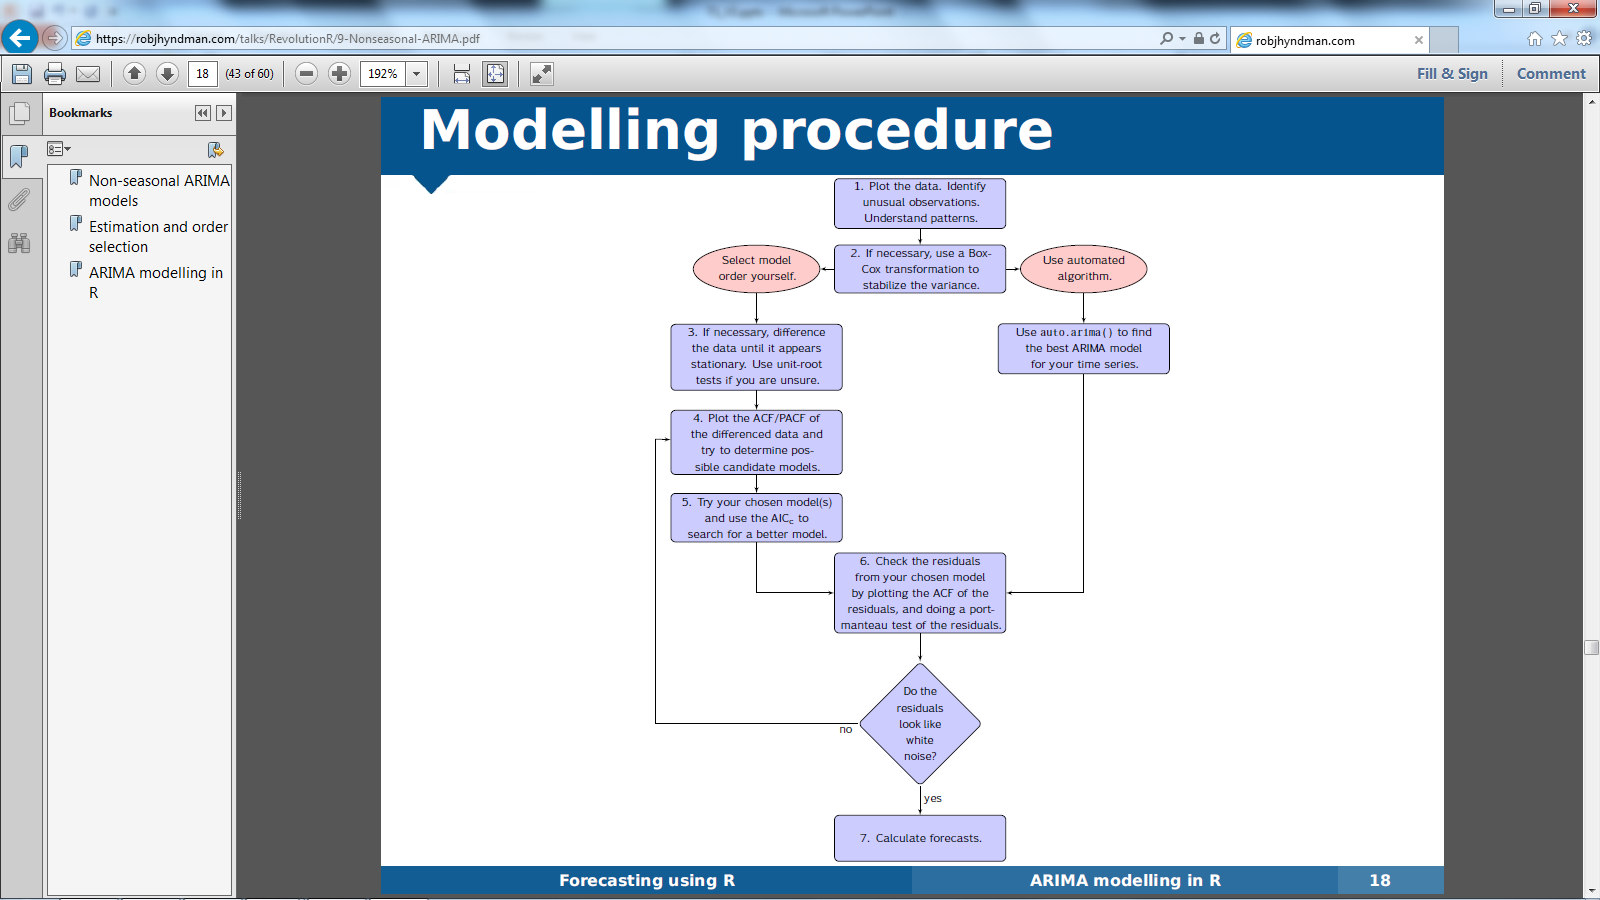 https://robjhyndman.com/talks/RevolutionR/9-Nonseasonal-ARIMA.pdf
robjhyndman.com
18 (43 of 60)
192%
Fill & Sign
Comment
Bookmarks
Non-seasonal ARIMA
models
Estimation and order
selection
ARIMA modelling in
R
Modelling procedure
1. Plot the data. Identify
unusual observations.
Understand patterns.
Select model
order yourself.
2. If necessary, use a Box-
Cox transformation to
stabilize the variance.
Use automated
algorithm.
3. If necessary, difference
the data until it appears
stationary. Use unit-root
tests if you are unsure.
Use auto.arima() to find
the best ARIMA model
for your time series.
4. Plot the ACF/PACF of
the differenced data and
try to determine pos-
sible candidate models.
5. Try your chosen model(s)
and use the AICc to
search for a better model.
6. Check the residuals
from your chosen model
by plotting the ACF of the
residuals, and doing a port-
manteau test of the residuals.
Do the
residuals
look like
white
noise?
no
yes
7. Calculate forecasts.
Forecasting using R
ARIMA modelling in R
18